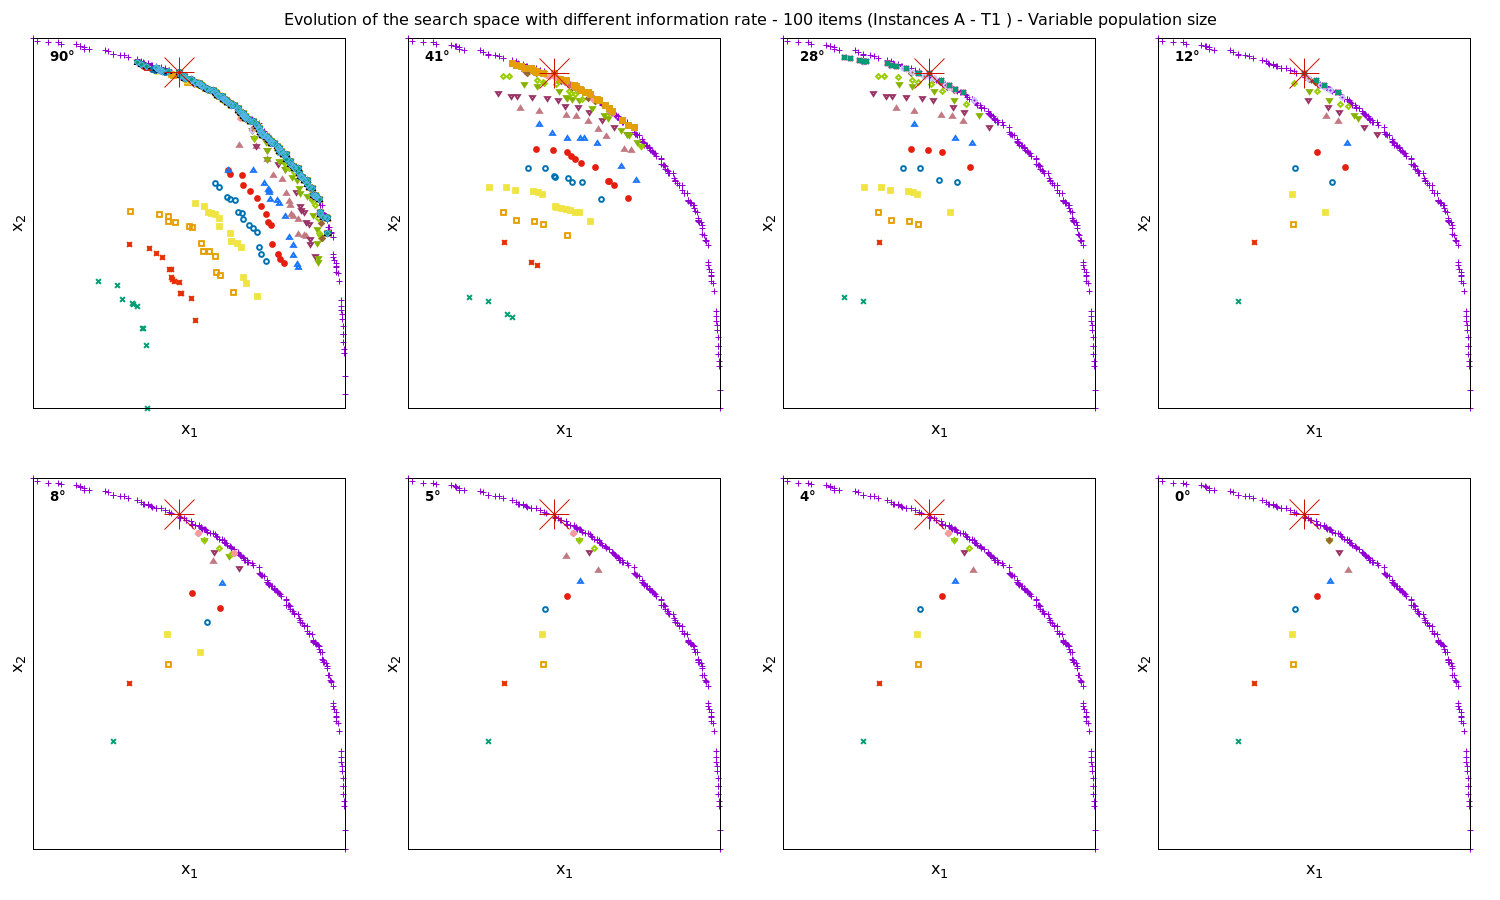 Evolution of the search space with different information rate - 100 items (Instances A - T1 ) - Variable population size
90°
41°
28°
12°
x₂
x₂
x₂
x₂
x₁
x₁
x₁
x₁
8°
5°
4°
0°
x₂
x₂
x₂
x₂
x₁
x₁
x₁
x₁